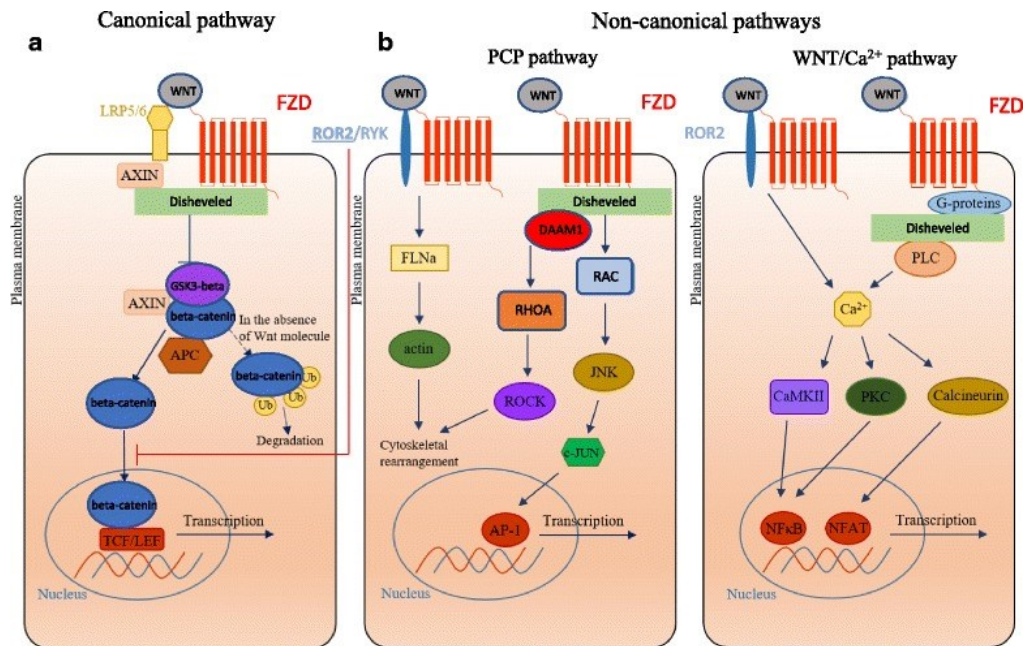 Canonical pathway
Non-canonical pathways
a
b
PCP pathway
WNT/Ca²⁺ pathway
WNT
LRP5/6
FZD
AXIN
Disheveled
Plasma membrane
GSK3-beta
AXIN
beta-catenin
APC
In the absence
of Wnt molecule
beta-catenin
Ub
Ub
Ub
Degradation
beta-catenin
beta-catenin
TCF/LEF
Transcription
Nucleus
ROR2/RYK
WNT
WNT
FZD
Plasma membrane
Disheveled
DAAM1
FLNa
RAC
RHOA
actin
JNK
ROCK
Cytoskeletal
rearrangement
c-JUN
AP-1
Transcription
Nucleus
WNT
WNT
ROR2
FZD
Plasma membrane
G-proteins
Disheveled
PLC
Ca²⁺
CaMKII
PKC
Calcineurin
NFκB
NFAT
Transcription
Nucleus